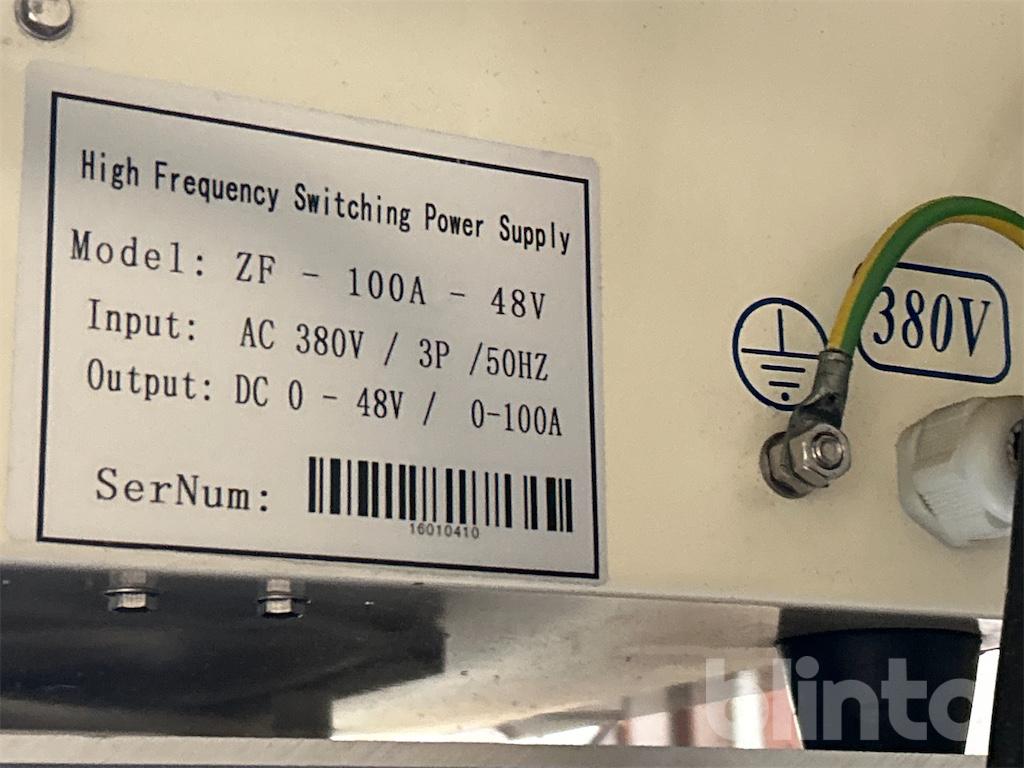 High Frequency Switching Power Supply
Model: ZF - 100A - 48V
Input: AC 380V / 3P /50HZ
Output: DC 0 - 48V / 0-100A
SerNum:
16010410
380V
blinto